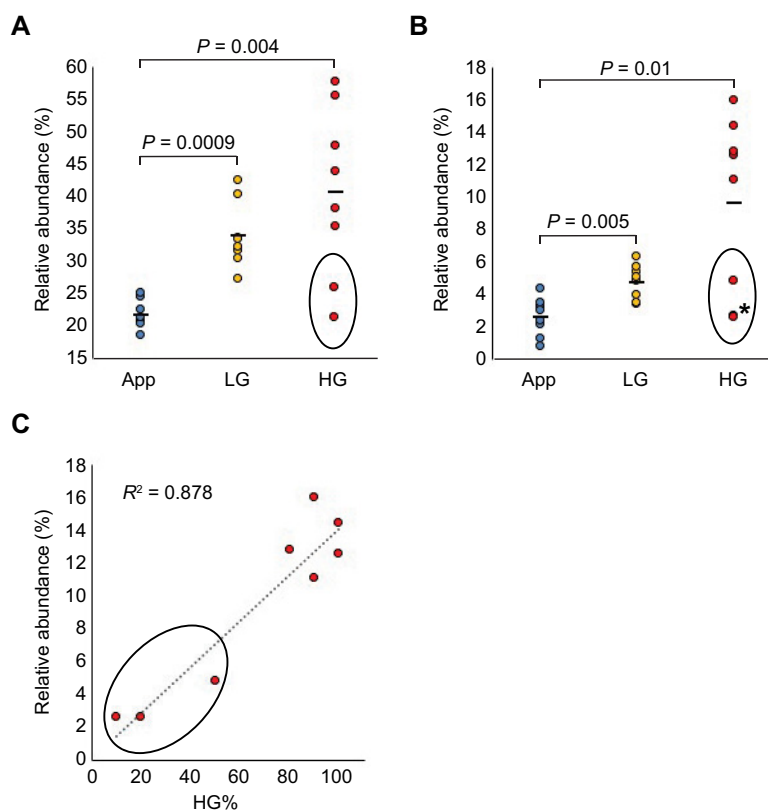 A
P = 0.004
P = 0.0009
Relative abundance (%)
60
55
50
45
40
35
30
25
20
15
App LG HG
B
P = 0.01
P = 0.005
Relative abundance (%)
18
16
14
12
10
8
6
4
2
0
*
App LG HG
C
R² = 0.878
Relative abundance (%)
18
16
14
12
10
8
6
4
2
0
0 20 40 60 80 100
HG%